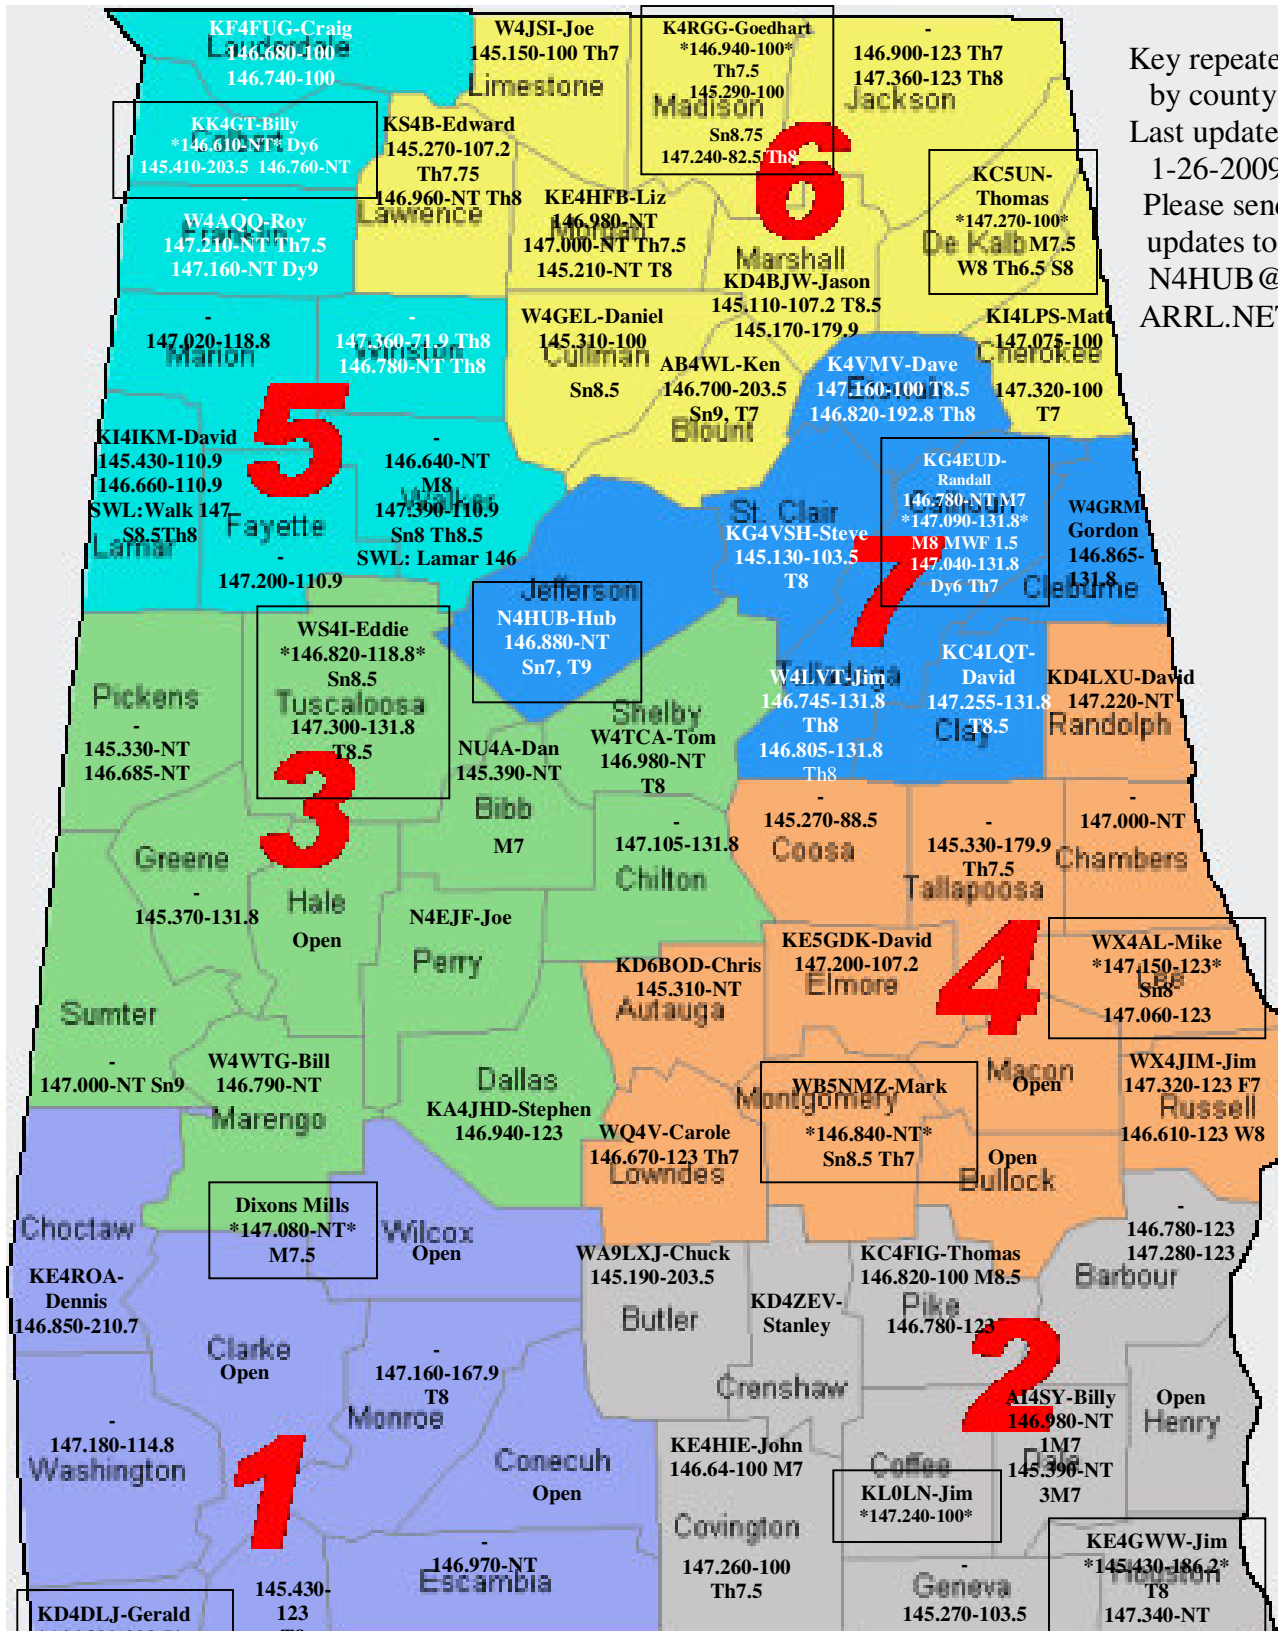 KF4FUG-Craig
Lauderdale
146.680-100
146.740-100
W4JSI-Joe
145.150-100 Th7
Limestone
K4RGG-Goedhart
*146.940-100*
Th7.5
145.290-100
Madison
Sn8.75
147.240-82.5 Th8
-
146.900-123 Th7
147.360-123 Th8
Jackson
Key repeate
by county
Last update
1-26-2009
Please send
updates to
N4HUB@
ARRL.NET
KK4GT-Billy
Colbert
*146.610-NT* Dy6
145.410-203.5 146.760-NT
KS4B-Edward
145.270-107.2
Th7.75
146.960-NT Th8
Lawrence
6
KC5UN-
Thomas
*147.270-100*
De Kalb M7.5
W8 Th6.5 S8
-
W4AQQ-Roy
Franklin
147.210-NT Th7.5
147.160-NT Dy9
KE4HFB-Liz
146.980-NT
Morgan
147.000-NT Th7.5
145.210-NT T8
Marshall
KD4BJW-Jason
145.110-107.2 T8.5
145.170-179.9
-
147.020-118.8
Marion
-
147.360-71.9 Th8
Winston
146.780-NT Th8
W4GEL-Daniel
145.310-100
Cullman
Sn8.5
AB4WL-Ken
146.700-203.5
Sn9, T7
Blount
K4VMV-Dave
147.160-100 T8.5
Etowah
146.820-192.8 Th8
KI4LPS-Matt
147.075-100
Cherokee
147.320-100
T7
5
KI4IKM-David
145.430-110.9
146.660-110.9
SWL:Walk 147
S8.5Th8
Lamar
Fayette
-
147.200-110.9
-
146.640-NT
M8
Walker
147.390-110.9
Sn8 Th8.5
SWL: Lamar 146
St. Clair
KG4VSH-Steve
145.130-103.5
T8
KG4EUD-
Randall
146.780-NT M7
Calhoun
*147.090-131.8*
M8 MWF 1.5
147.040-131.8
Dy6 Th7
7
W4GRM-
Gordon
146.865-
131.8
Cleburne
Jefferson
N4HUB-Hub
146.880-NT
Sn7, T9
WS4I-Eddie
*146.820-118.8*
Sn8.5
Tuscaloosa
147.300-131.8
T8.5
Pickens
-
145.330-NT
146.685-NT
3
Shelby
W4TCA-Tom
146.980-NT
T8
NU4A-Dan
145.390-NT
Bibb
M7
Talladega
W4LVT-Jim
146.745-131.8
Th8
146.805-131.8
Th8
KC4LQT-
David
147.255-131.8
T8.5
Clay
KD4LXU-David
147.220-NT
Randolph
Greene
-
145.370-131.8
Hale
Open
-
147.105-131.8
Chilton
-
145.270-88.5
Coosa
-
145.330-179.9
Th7.5
Tallapoosa
-
147.000-NT
Chambers
N4EJF-Joe
Perry
KD6BOD-Chris
145.310-NT
Autauga
KE5GDK-David
147.200-107.2
Elmore
4
WX4AL-Mike
*147.150-123*
Lee
Sn8
147.060-123
Sumter
-
147.000-NT Sn9
W4WTG-Bill
146.790-NT
Marengo
Dallas
KA4JHD-Stephen
146.940-123
WB5NMZ-Mark
Montgomery
*146.840-NT*
Sn8.5 Th7
Macon
Open
WX4JIM-Jim
147.320-123 F7
Russell
146.610-123 W8
WQ4V-Carole
146.670-123 Th7
Lowndes
Open
Bullock
Choctaw
KE4ROA-
Dennis
146.850-210.7
Dixons Mills
*147.080-NT*
M7.5
Wilcox
Open
WA9LXJ-Chuck
145.190-203.5
Butler
KC4FIG-Thomas
146.820-100 M8.5
Pike
146.780-123
-
146.780-123
147.280-123
Barbour
KD4ZEV-
Stanley
Crenshaw
2
Clarke
Open
-
147.160-167.9
T8
Monroe
AI4SY-Billy
146.980-NT
1M7
Dale
145.390-NT
3M7
Open
Henry
-
147.180-114.8
Washington
1
Conecuh
Open
KE4HIE-John
146.64-100 M7
Covington
147.260-100
Th7.5
Coffee
KL0LN-Jim
*147.240-100*
-
146.970-NT
Escambia
Geneva
-
145.270-103.5
KE4GWW-Jim
*145.430-186.2*
Houston
T8
147.340-NT
145.430-
123
KD4DLJ-Gerald